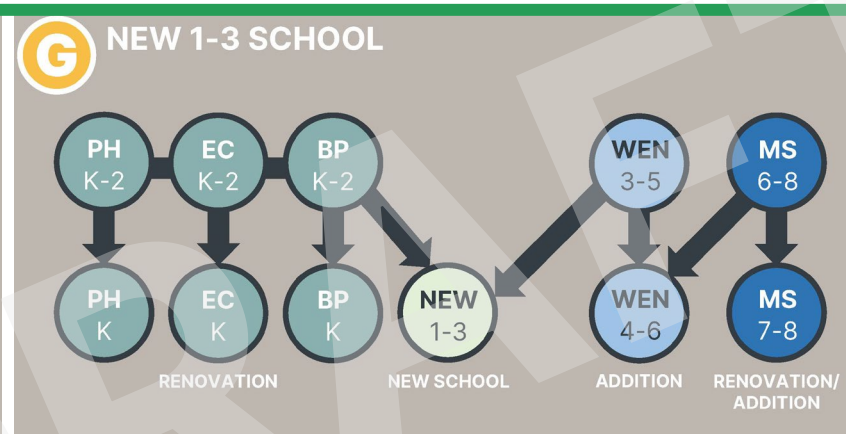 G
NEW 1-3 SCHOOL
PH
K-2
EC
K-2
BP
K-2
WEN
3-5
MS
6-8
PH
K
EC
K
BP
K
NEW
1-3
WEN
4-6
MS
7-8
RENOVATION
NEW SCHOOL
ADDITION
RENOVATION/
ADDITION